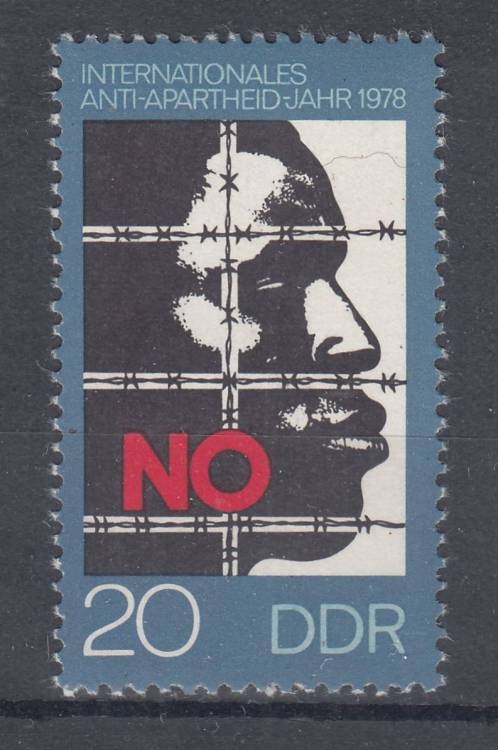 INTERNATIONALES
ANTI-APARTHEID-JAHR 1978
NO
20 DDR